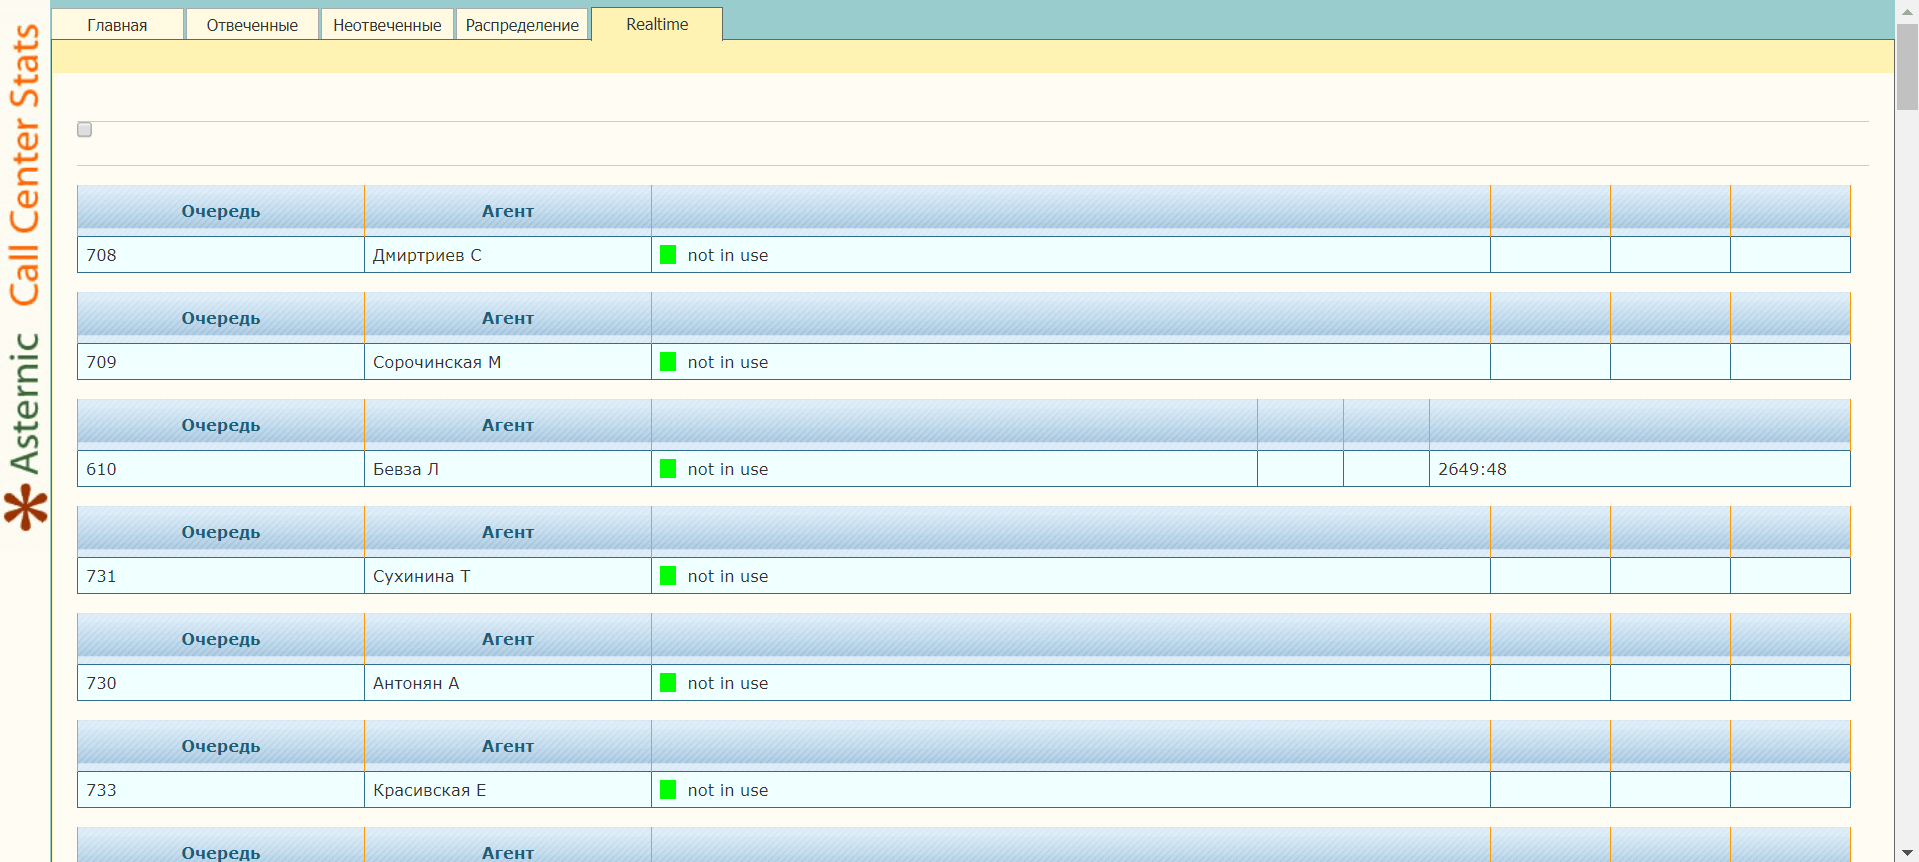 Главная Отвеченные Неотвеченные Распределение Realtime
Asternic Call Center Stats
Очередь Агент
708 Дмиртриев С not in use
Очередь Агент
709 Сорочинская М not in use
Очередь Агент
610 Бевза Л not in use 2649:48
Очередь Агент
731 Сухинина Т not in use
Очередь Агент
730 Антонян А not in use
Очередь Агент
733 Красивская Е not in use
Очередь Агент